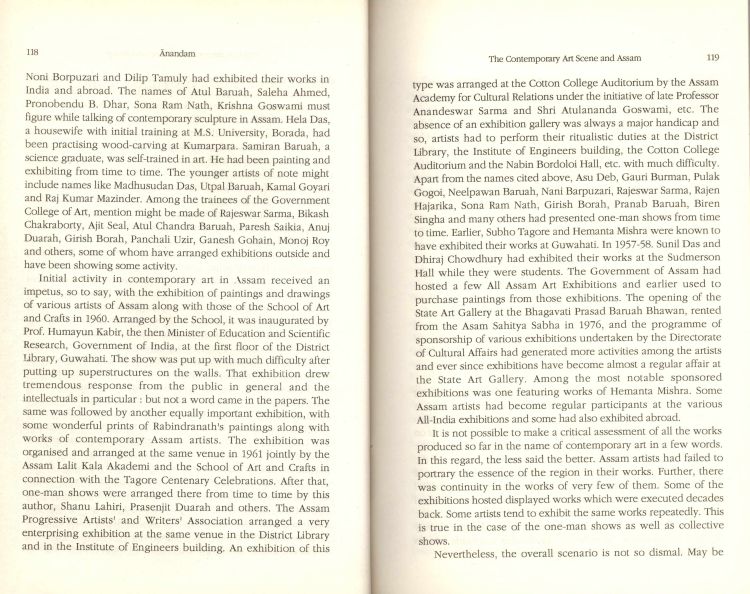 118 Ānandam
Noni Borpuzari and Dilip Tamuly had exhibited their works in
India and abroad. The names of Atul Baruah, Saleha Ahmed,
Pronobendu B. Dhar, Sona Ram Nath, Krishna Goswami must
figure while talking of contemporary sculpture in Assam. Hela Das,
a housewife with initial training at M.S. University, Borada, had
been practising wood-carving at Kumarpara. Samiran Baruah, a
science graduate, was self-trained in art. He had been painting and
exhibiting from time to time. The younger artists of note might
include names like Madhusudan Das, Utpal Baruah, Kamal Goyari
and Raj Kumar Mazinder. Among the trainees of the Government
College of Art, mention might be made of Rajeswar Sarma, Bikash
Chakraborty, Ajit Seal, Atul Chandra Baruah, Paresh Saikia, Anuj
Duarah, Girish Borah, Panchali Uzir, Ganesh Gohain, Monoj Roy
and others, some of whom have arranged exhibitions outside and
have been showing some activity.
Initial activity in contemporary art in Assam received an
impetus, so to say, with the exhibition of paintings and drawings
of various artists of Assam along with those of the School of Art
and Crafts in 1960. Arranged by the School, it was inaugurated by
Prof. Humayun Kabir, the then Minister of Education and Scientific
Research, Government of India, at the first floor of the District
Library, Guwahati. The show was put up with much difficulty after
putting up superstructures on the walls. That exhibition drew
tremendous response from the public in general and the
intellectuals in particular : but not a word came in the papers. The
same was followed by another equally important exhibition, with
some wonderful prints of Rabindranath's paintings along with
works of contemporary Assam artists. The exhibition was
organised and arranged at the same venue in 1961 jointly by the
Assam Lalit Kala Akademi and the School of Art and Crafts in
connection with the Tagore Centenary Celebrations. After that,
one-man shows were arranged there from time to time by this
author, Shanu Lahiri, Prasenjit Duarah and others. The Assam
Progressive Artists' and Writers' Association arranged a very
enterprising exhibition at the same venue in the District Library
and in the Institute of Engineers building. An exhibition of this
The Contemporary Art Scene and Assam 119
type was arranged at the Cotton College Auditorium by the Assam
Academy for Cultural Relations under the initiative of late Professor
Anandeswar Sarma and Shri Atulananda Goswami, etc. The
absence of an exhibition gallery was always a major handicap and
so, artists had to perform their ritualistic duties at the District
Library, the Institute of Engineers building, the Cotton College
Auditorium and the Nabin Bordoloi Hall, etc. with much difficulty.
Apart from the names cited above, Asu Deb, Gauri Burman, Pulak
Gogoi, Neelpawan Baruah, Nani Barpuzari, Rajeswar Sarma, Rajen
Hajarika, Sona Ram Nath, Girish Borah, Pranab Baruah, Biren
Singha and many others had presented one-man shows from time
to time. Earlier, Subho Tagore and Hemanta Mishra were known to
have exhibited their works at Guwahati. In 1957-58. Sunil Das and
Dhiraj Chowdhury had exhibited their works at the Sudmerson
Hall while they were students. The Government of Assam had
hosted a few All Assam Art Exhibitions and earlier used to
purchase paintings from those exhibitions. The opening of the
State Art Gallery at the Bhagavati Prasad Baruah Bhawan, rented
from the Asam Sahitya Sabha in 1976, and the programme of
sponsorship of various exhibitions undertaken by the Directorate
of Cultural Affairs had generated more activities among the artists
and ever since exhibitions have become almost a regular affair at
the State Art Gallery. Among the most notable sponsored
exhibitions was one featuring works of Hemanta Mishra. Some
Assam artists had become regular participants at the various
All-India exhibitions and some had also exhibited abroad.
It is not possible to make a critical assessment of all the works
produced so far in the name of contemporary art in a few words.
In this regard, the less said the better. Assam artists had failed to
portrary the essence of the region in their works. Further, there
was continuity in the works of very few of them. Some of the
exhibitions hosted displayed works which were executed decades
back. Some artists tend to exhibit the same works repeatedly. This
is true in the case of the one-man shows as well as collective
shows.
Nevertheless, the overall scenario is not so dismal. May be